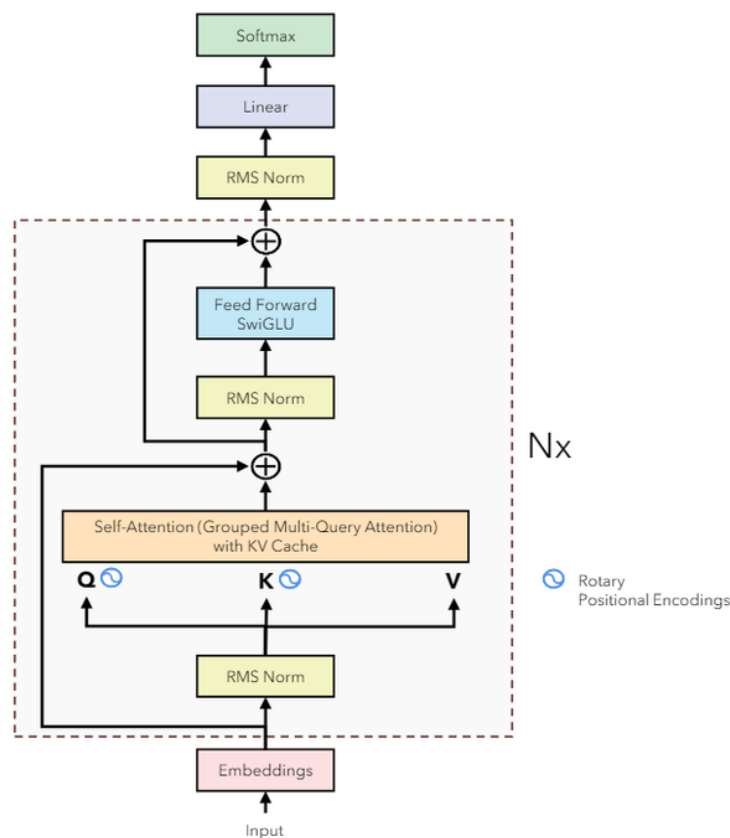 Softmax
Linear
RMS Norm
Feed Forward
SwiGLU
RMS Norm
Nx
Self-Attention (Grouped Multi-Query Attention)
with KV Cache
Q K V
Rotary
Positional Encodings
RMS Norm
Embeddings
Input